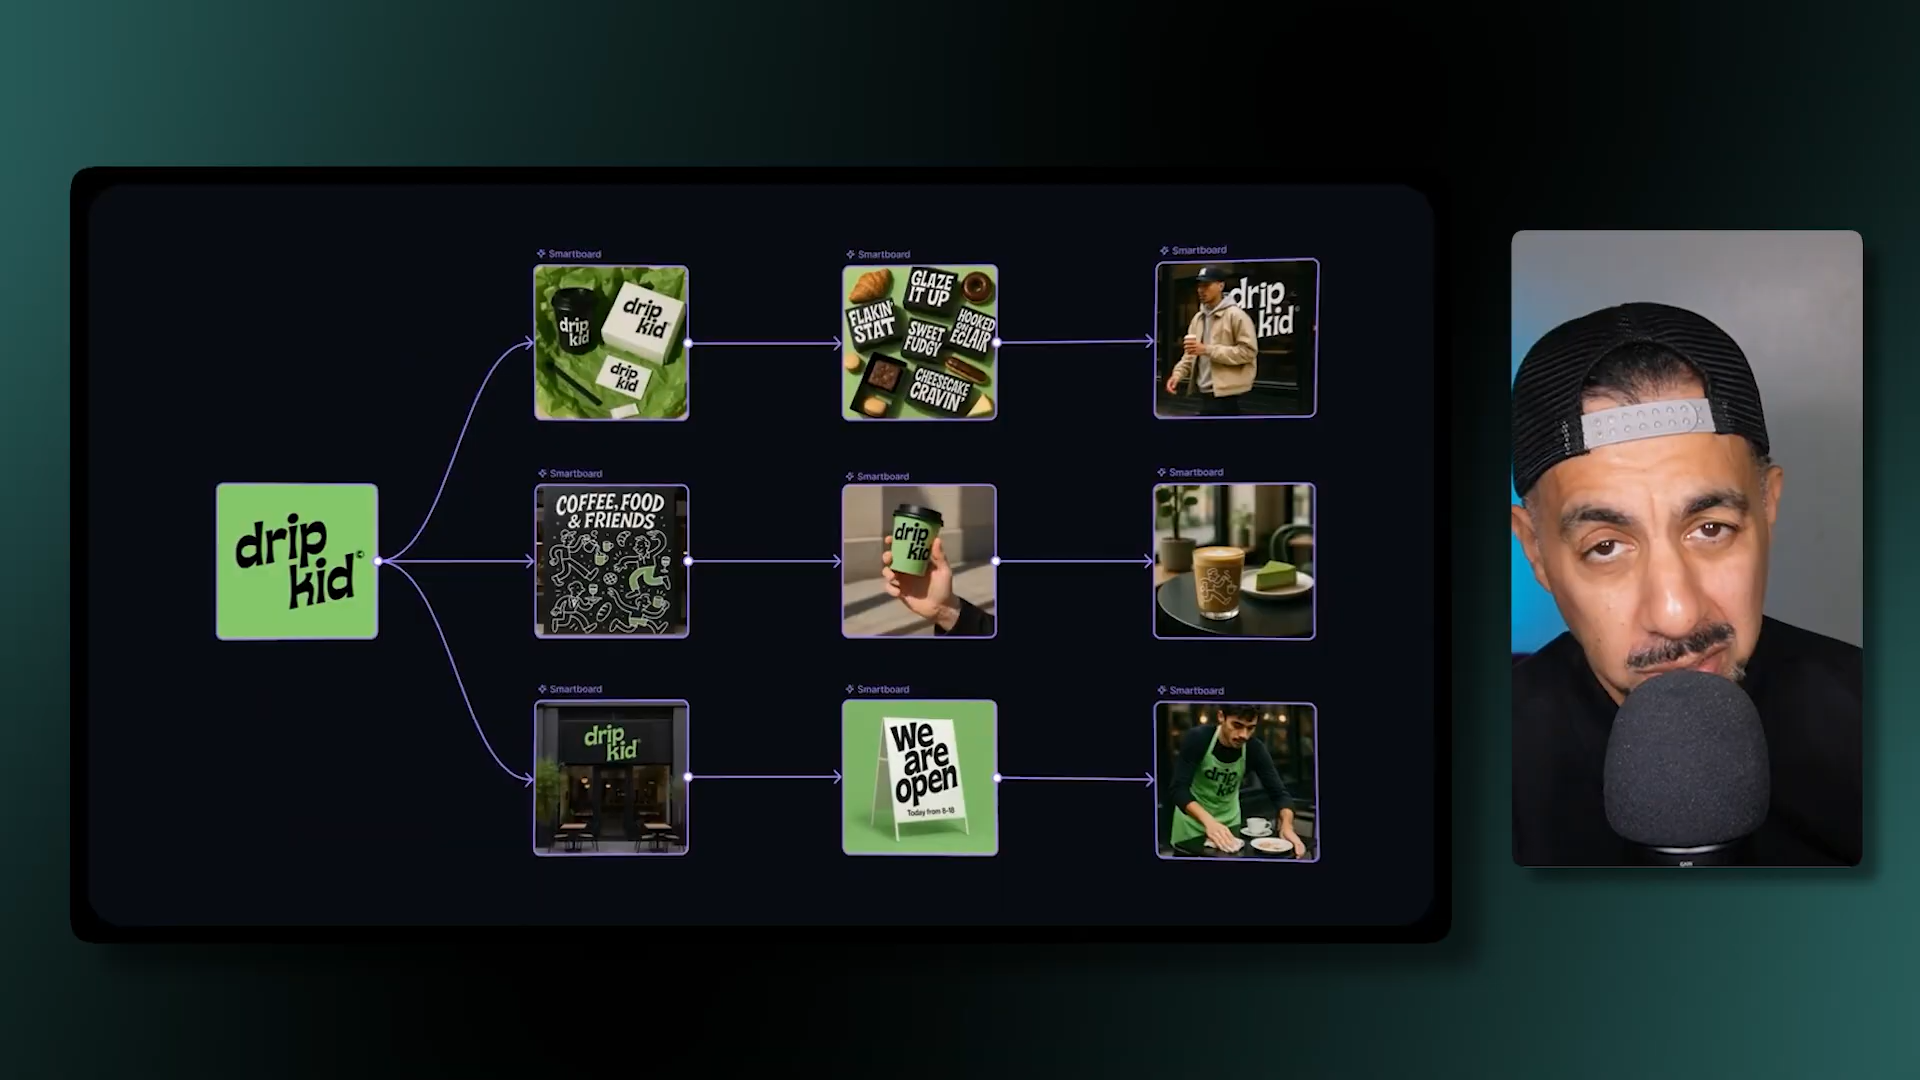 drip
kid
©
Smartboard
drip
kid
drip
kid
drip
kid
Smartboard
GLAZE
IT UP
FLAKIN'
STAT
HOOKED
ON
ECLAIR
SWEET
FUDGY
CHEESECAKE
CRAVIN'
Smartboard
drip
kid
Smartboard
COFFEE, FOOD
& FRIENDS
Smartboard
drip
kid
Smartboard
Smartboard
drip
kid
Smartboard
We
are
open
Today from 8-18
Smartboard
drip
kid